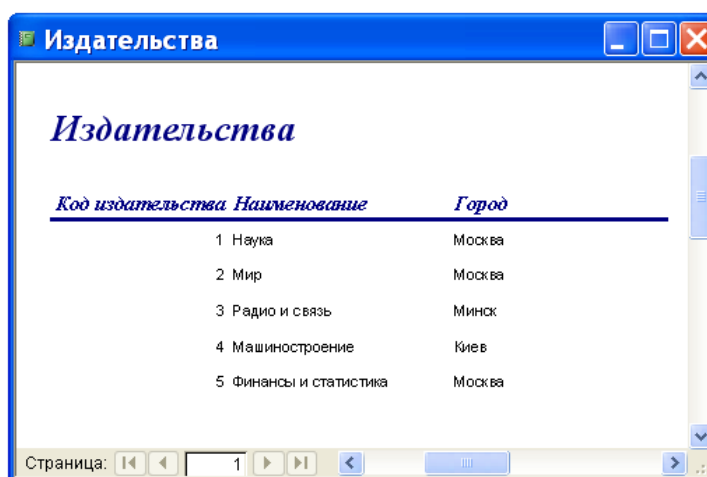 Издательства
Издательства
Код издательства Наименование Город
1 Наука Москва
2 Мир Москва
3 Радио и связь Минск
4 Машиностроение Киев
5 Финансы и статистика Москва
Страница: 1